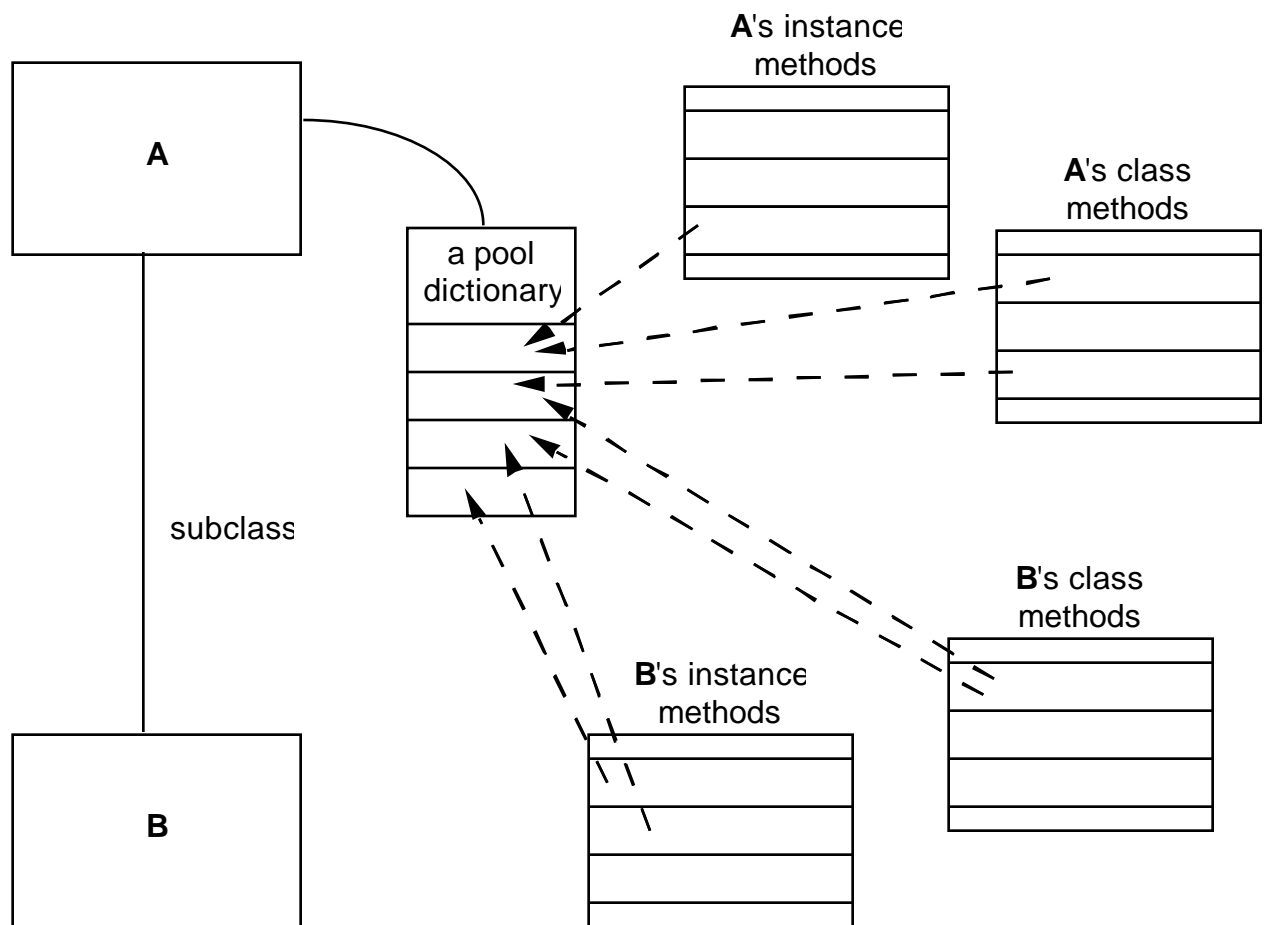 A's instance
methods
A
A's class
methods
a pool
dictionary
subclass
B's class
methods
B's instance
methods
B